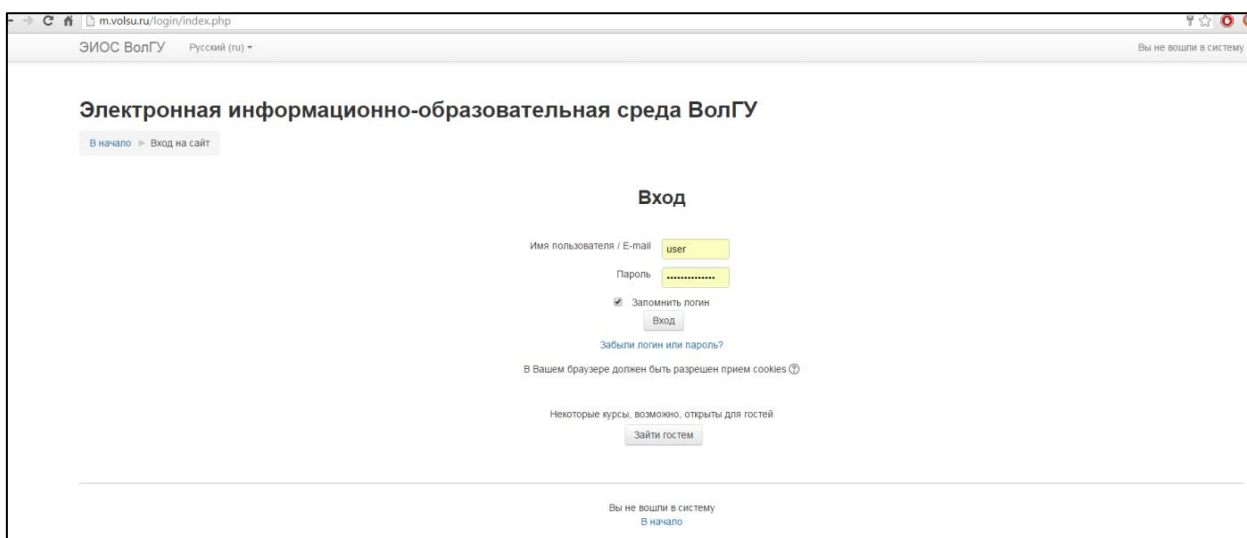 m.volsu.ru/login/index.php
ЭИОС ВолГУ Русский (ru) Вы не вошли в систему
Электронная информационно-образовательная среда ВолГУ
В начало ► Вход на сайт
Вход
Имя пользователя / E-mail user
Пароль ••••••••••••••
Запомнить логин
Вход
Забыли логин или пароль?
В Вашем браузере должен быть разрешен прием cookies
Некоторые курсы, возможно, открыты для гостей
Зайти гостем
Вы не вошли в систему
В начало